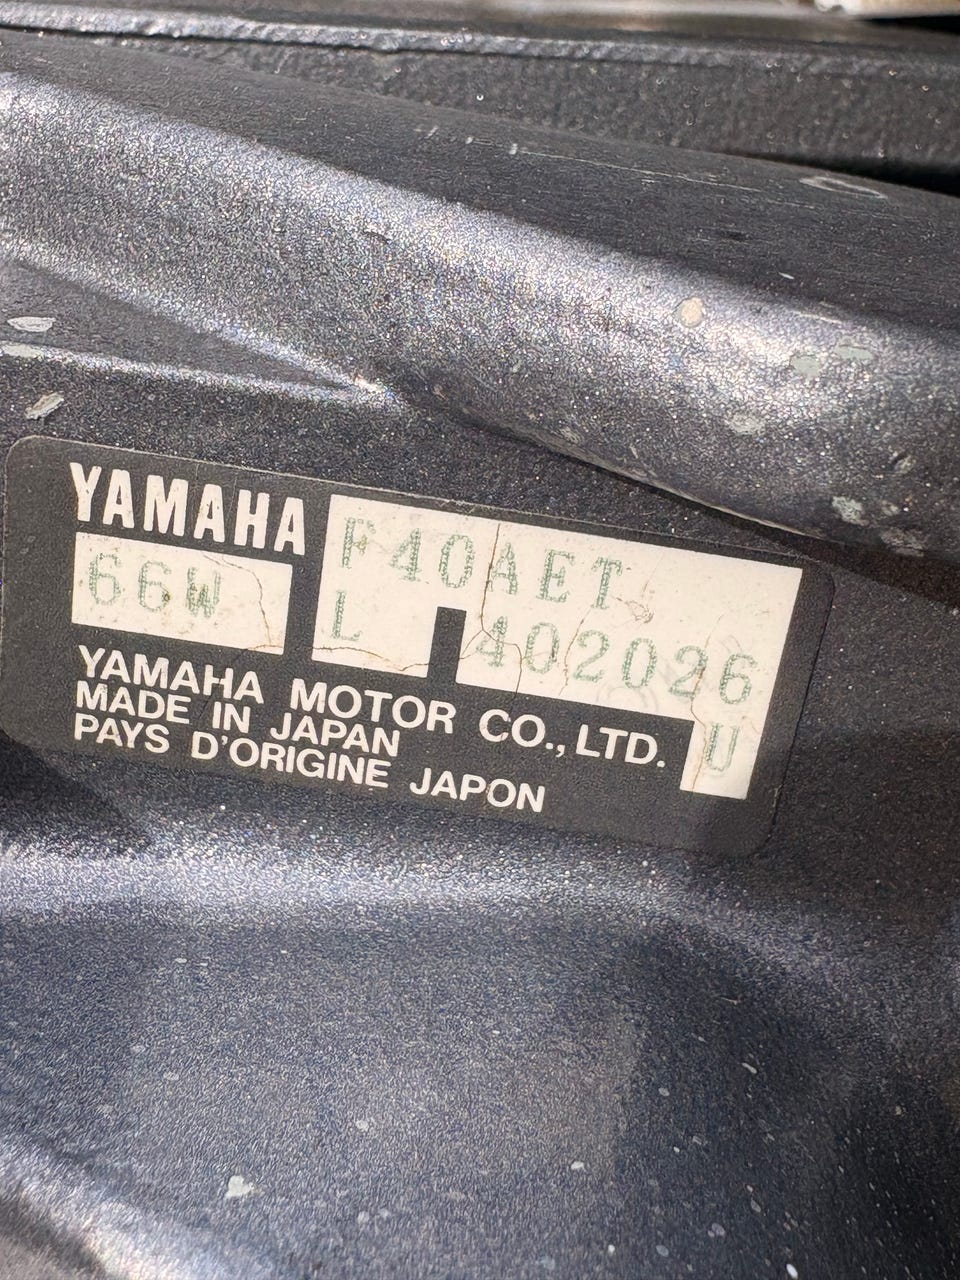 YAMAHA
F40AET
66W
L 402026
U
YAMAHA MOTOR CO., LTD.
MADE IN JAPAN
PAYS D'ORIGINE JAPON